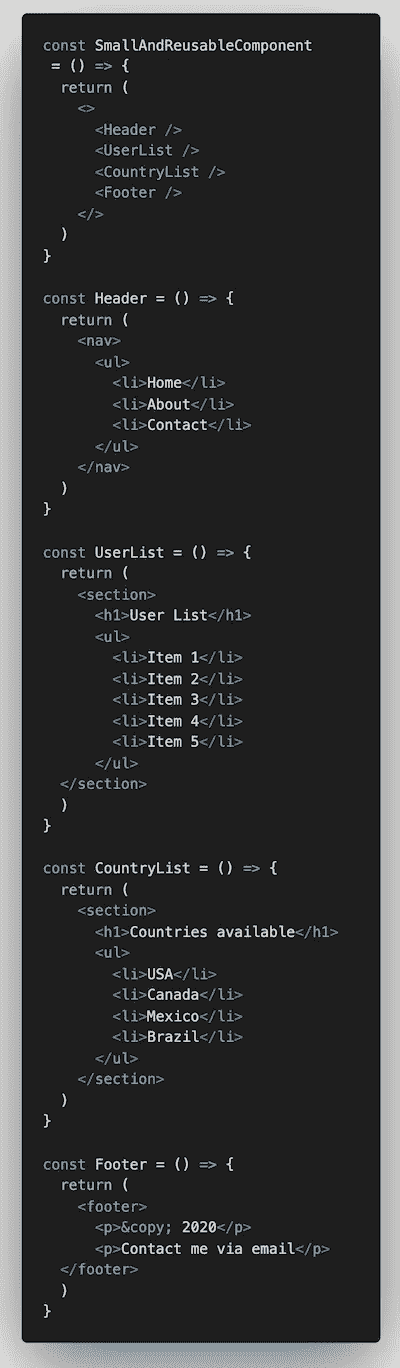 const SmallAndReusableComponent
 = () => {
  return (
    <>
      <Header />
      <UserList />
      <CountryList />
      <Footer />
    </>
  )
}

const Header = () => {
  return (
    <nav>
      <ul>
        <li>Home</li>
        <li>About</li>
        <li>Contact</li>
      </ul>
    </nav>
  )
}

const UserList = () => {
  return (
    <section>
      <h1>User List</h1>
      <ul>
        <li>Item 1</li>
        <li>Item 2</li>
        <li>Item 3</li>
        <li>Item 4</li>
        <li>Item 5</li>
      </ul>
  </section>
  )
}

const CountryList = () => {
  return (
    <section>
      <h1>Countries available</h1>
      <ul>
        <li>USA</li>
        <li>Canada</li>
        <li>Mexico</li>
        <li>Brazil</li>
      </ul>
    </section>
  )
}

const Footer = () => {
  return (
    <footer>
      <p>&copy; 2020</p>
      <p>Contact me via email</p>
  </footer>
  )
}